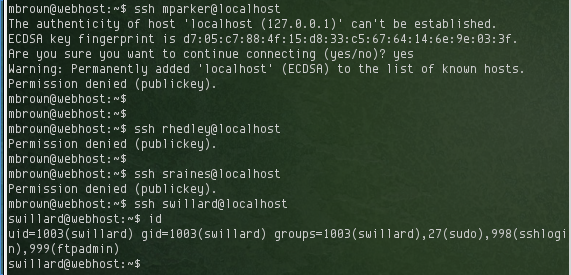 mbrown@webhost:~$ ssh mparker@localhost
The authenticity of host 'localhost (127.0.0.1)' can't be established.
ECDSA key fingerprint is d7:05:c7:88:4f:15:d8:33:c5:67:64:14:6e:9e:03:3f.
Are you sure you want to continue connecting (yes/no)? yes
Warning: Permanently added 'localhost' (ECDSA) to the list of known hosts.
Permission denied (publickey).
mbrown@webhost:~$
mbrown@webhost:~$
mbrown@webhost:~$ ssh rhedley@localhost
Permission denied (publickey).
mbrown@webhost:~$
mbrown@webhost:~$ ssh sraines@localhost
Permission denied (publickey).
mbrown@webhost:~$ ssh swillard@localhost
swillard@webhost:~$ id
uid=1003(swillard) gid=1003(swillard) groups=1003(swillard),27(sudo),998(sshlogi
n),999(ftpadmin)
swillard@webhost:~$